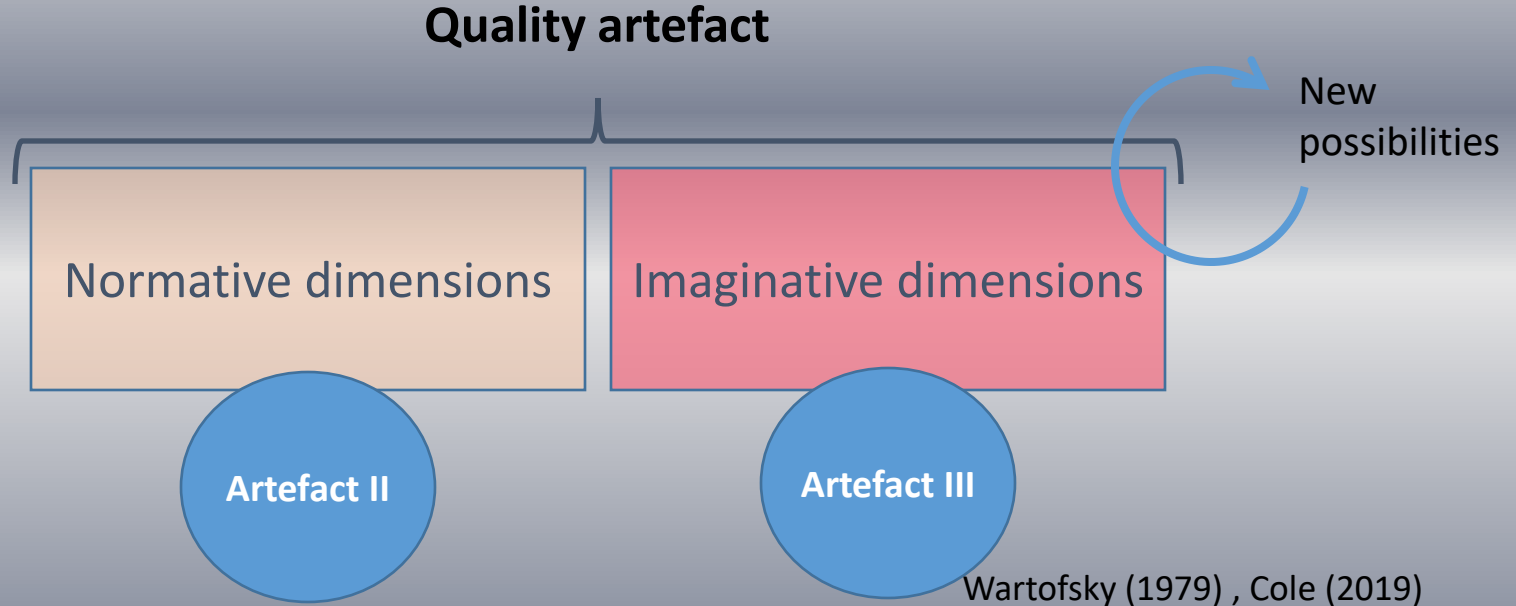 Quality artefact
New
possibilities
Normative dimensions
Imaginative dimensions
Artefact II
Artefact III
Wartofsky (1979) , Cole (2019)